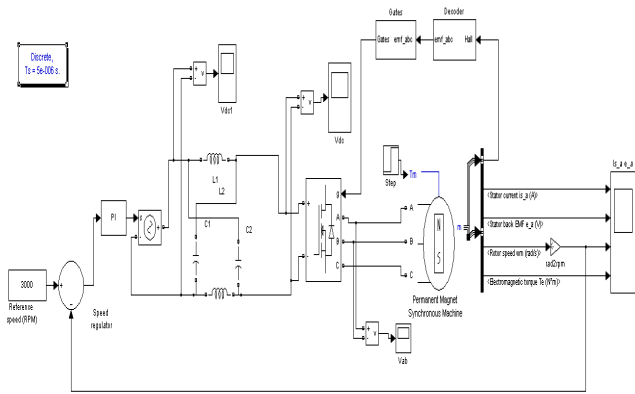 Discrete,
Ts = 5e-006 s.
Gates
Decoder
Gates emf_abc
emf_abc Hall
+
-
v
Vdc1
+
-
v
Vdc
L1
L2
C1
C2
Step
Tm
g
+
A
B
-
C
A
B
C
N
S
m
Permanent Magnet
Synchronous Machine
<Stator current is_a (A)>
<Stator back EMF e_a (V)>
<Rotor speed wm (rad/s)>
rad2rpm
<Electromagnetic torque Te (N*m)>
Is_a e_a
PI
s
+
-
3000
Reference
speed (RPM)
+
-
Speed
regulator
+
-
v
Vab